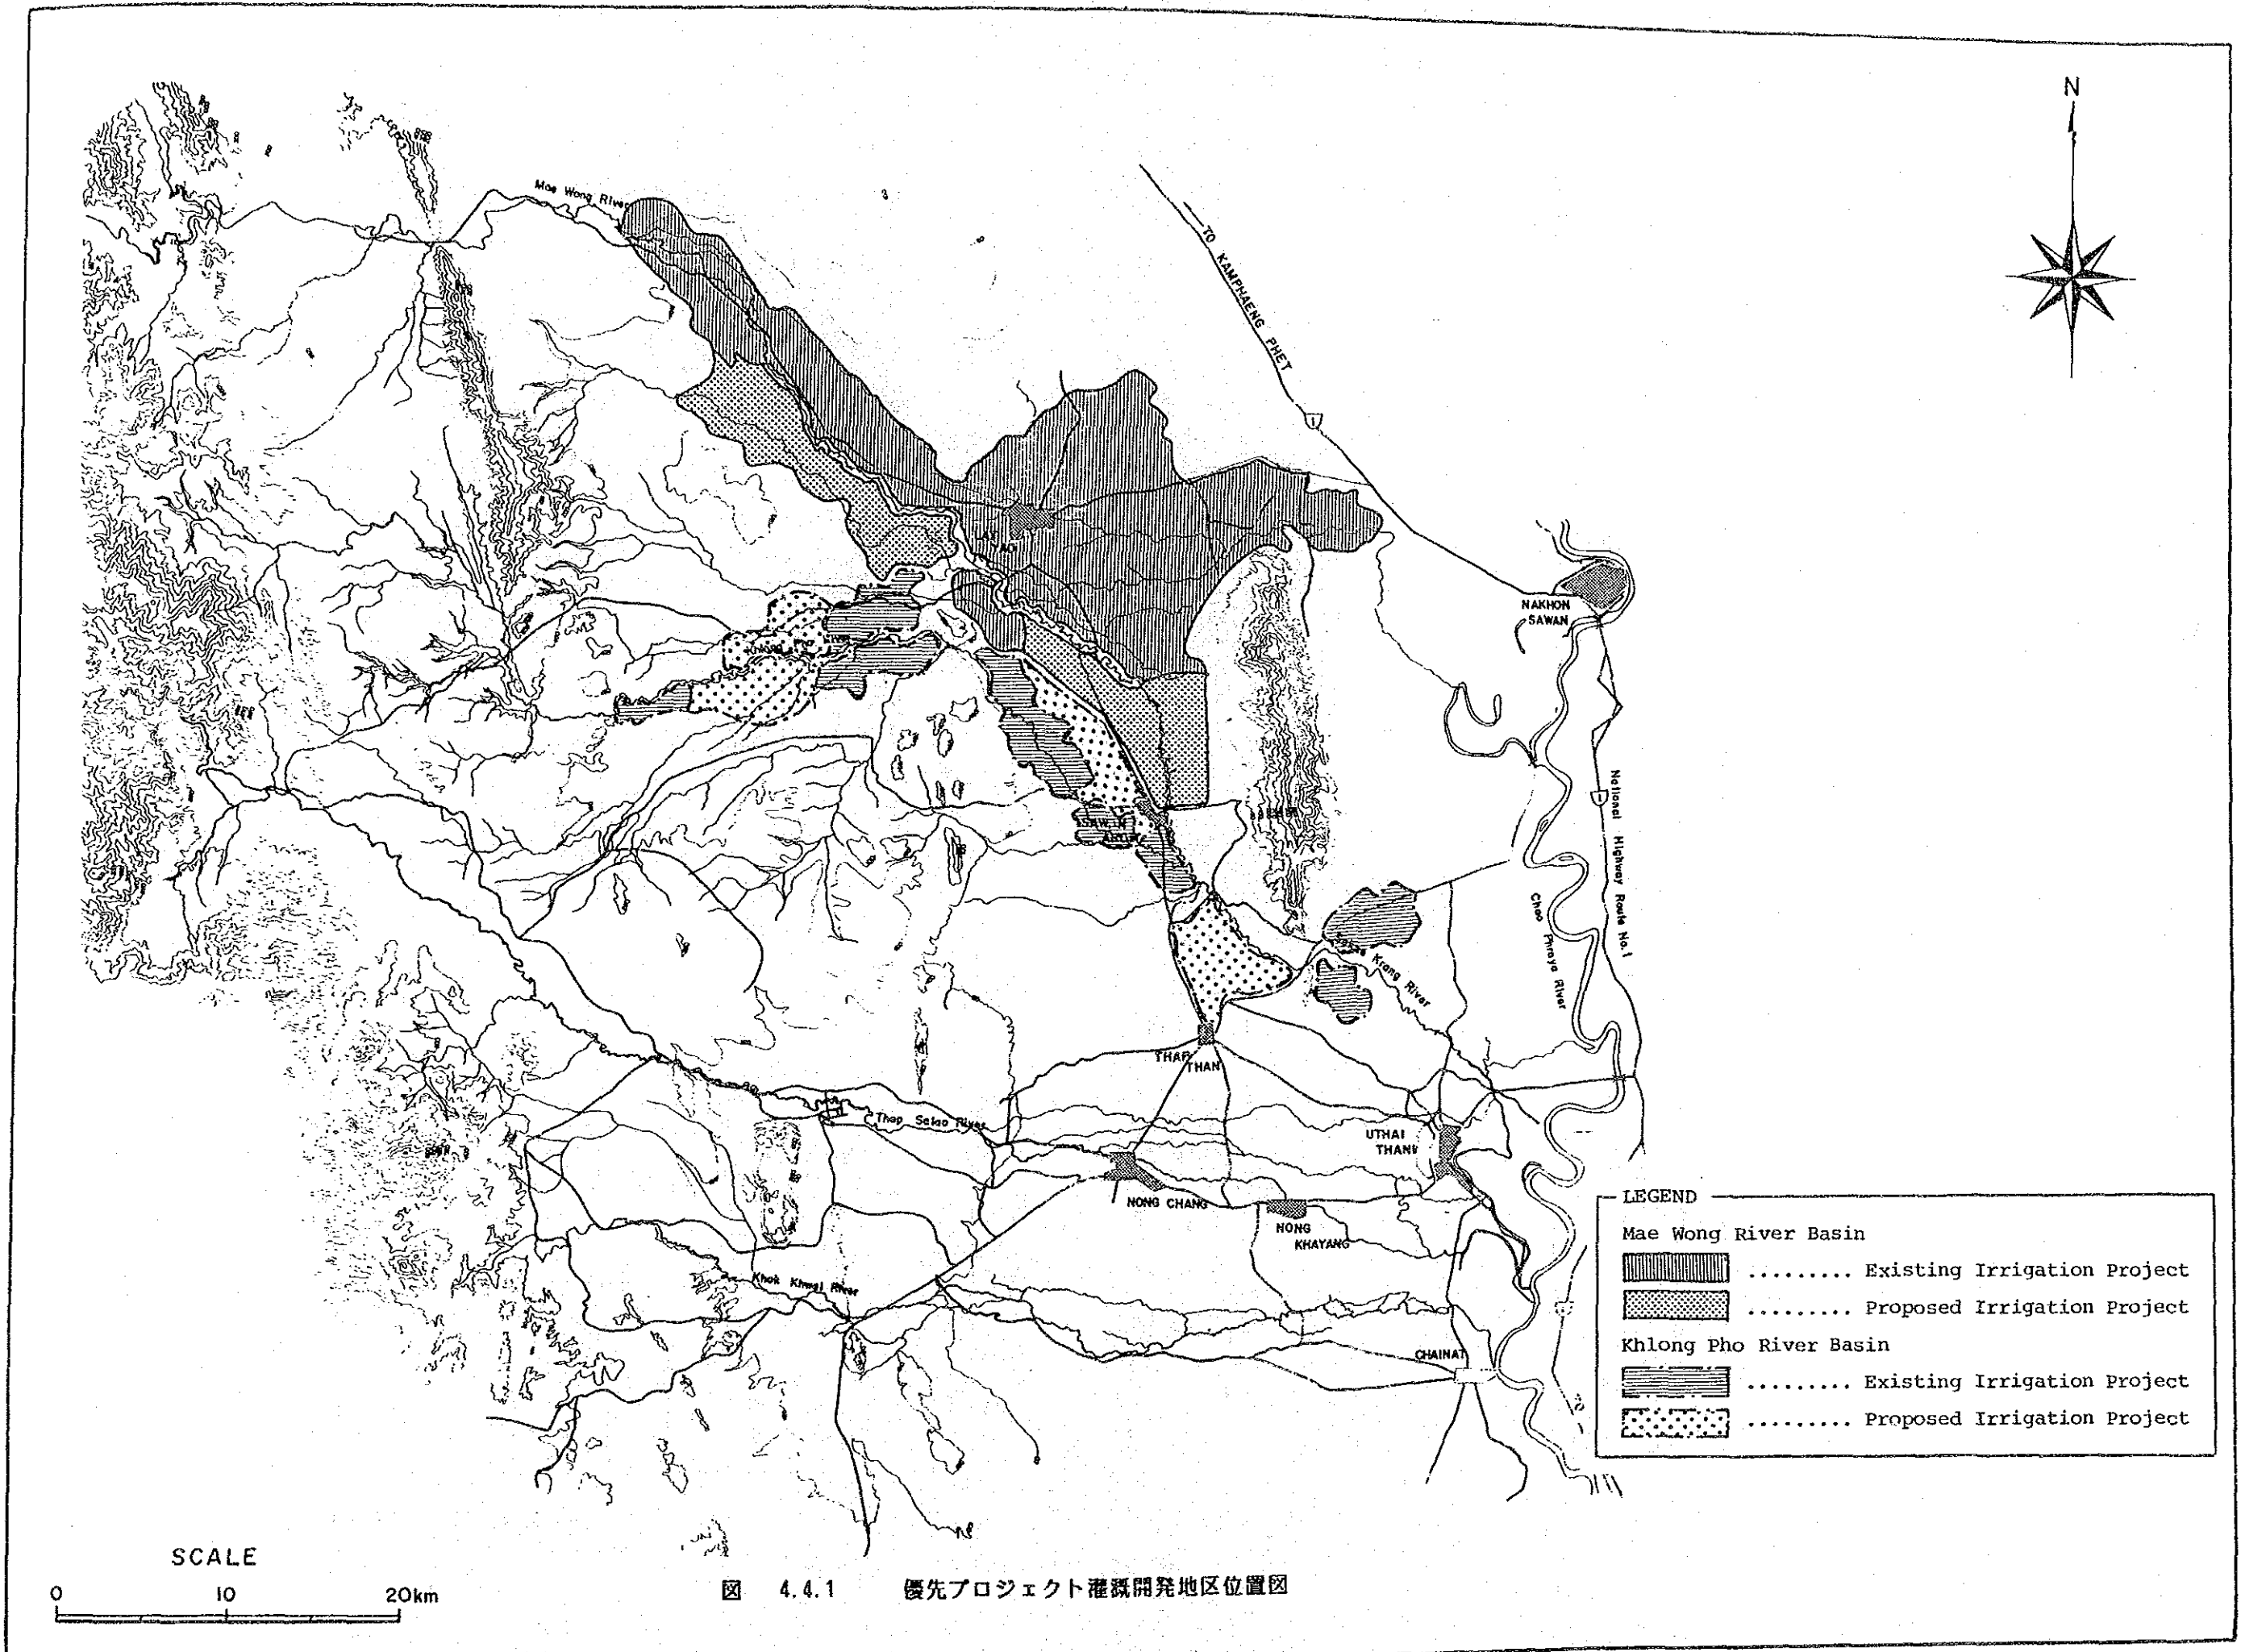 N
Mae Wong River
TO KAMPHAENG PHET
1
LAT
YAO
NAKHON
SAWAN
National Highway Route No.1
Chao Phraya River
Krang River
THAP
THAN
Thap Salao River
UTHAI
THANI
NONG CHANG
NONG
KHAYANG
Khok Khwai River
CHAINAT
LEGEND
Mae Wong River Basin
......... Existing Irrigation Project
......... Proposed Irrigation Project
Khlong Pho River Basin
......... Existing Irrigation Project
......... Proposed Irrigation Project
SCALE
0 10 20km
図 4.4.1 優先プロジェクト灌漑開発地区位置図